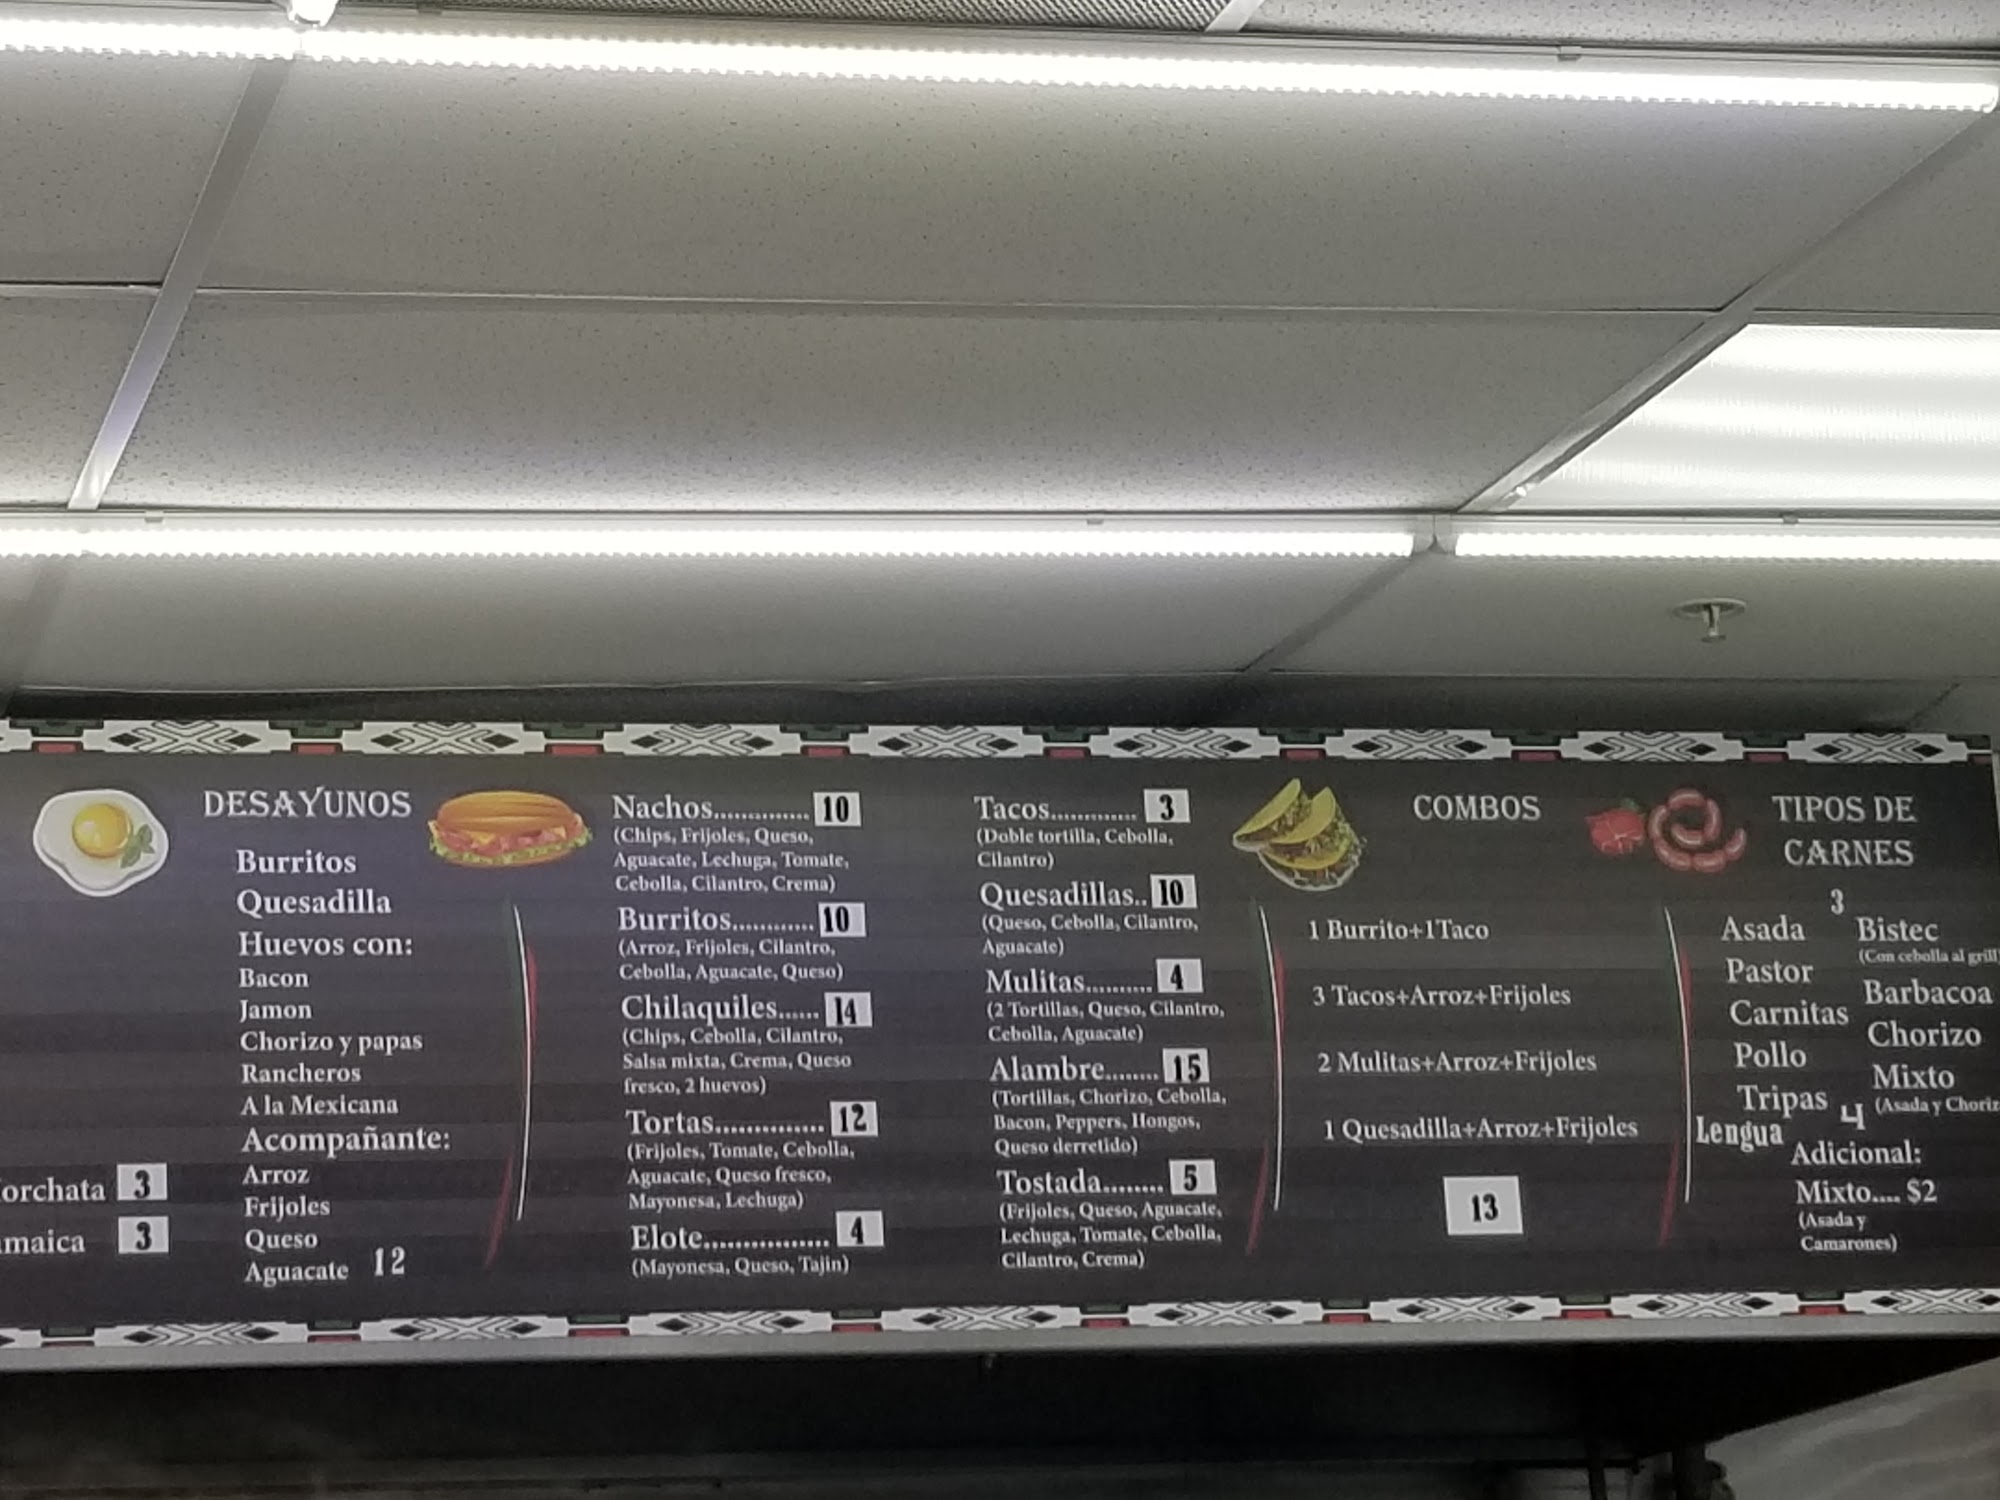 3
3
DESAYUNOS
Burritos
Quesadilla
Huevos con:
Bacon
Jamon
Chorizo y papas
Rancheros
A la Mexicana
Acompañante:
Arroz
Frijoles
Queso
Aguacate 12
Nachos.............. 10
(Chips, Frijoles, Queso,
Aguacate, Lechuga, Tomate,
Cebolla, Cilantro, Crema)
Burritos............ 10
(Arroz, Frijoles, Cilantro,
Cebolla, Aguacate, Queso)
Chilaquiles...... 14
(Chips, Cebolla, Cilantro,
Salsa mixta, Crema, Queso
fresco, 2 huevos)
Tortas.............. 12
(Frijoles, Tomate, Cebolla,
Aguacate, Queso fresco,
Mayonesa, Lechuga)
Elote................ 4
(Mayonesa, Queso, Tajin)
Tacos............. 3
(Doble tortilla, Cebolla,
Cilantro)
Quesadillas.. 10
(Queso, Cebolla, Cilantro,
Aguacate)
Mulitas.......... 4
(2 Tortillas, Queso, Cilantro,
Cebolla, Aguacate)
Alambre........ 15
(Tortillas, Chorizo, Cebolla,
Bacon, Peppers, Hongos,
Queso derretido)
Tostada........ 5
(Frijoles, Queso, Aguacate,
Lechuga, Tomate, Cebolla,
Cilantro, Crema)
COMBOS
1 Burrito+1Taco
3 Tacos+Arroz+Frijoles
2 Mulitas+Arroz+Frijoles
1 Quesadilla+Arroz+Frijoles
13
TIPOS DE
CARNES
3
Asada
Pastor
Carnitas
Pollo
Tripas
Lengua 4
Bistec
(Con cebolla al grill
Barbacoa
Chorizo
Mixto
(Asada y
Adicional:
Mixto.... $2
(Asada y
Camarones)